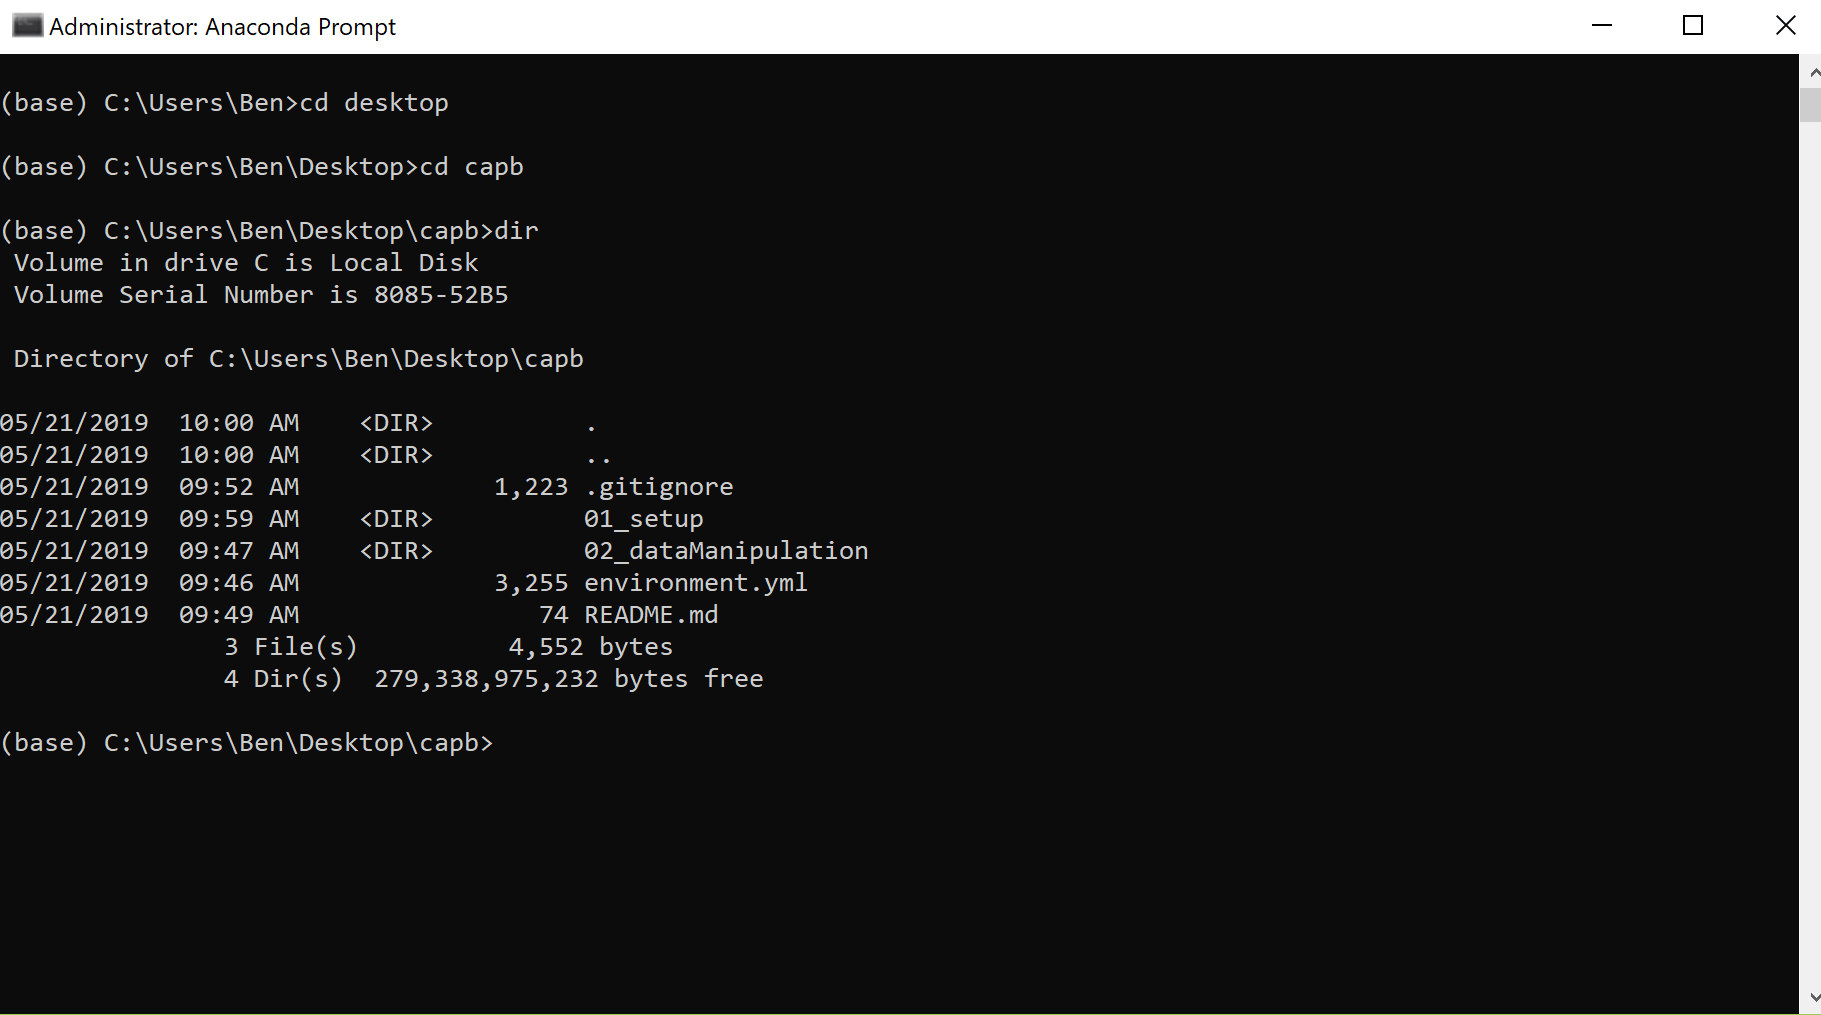 Administrator: Anaconda Prompt
(base) C:\Users\Ben>cd desktop
(base) C:\Users\Ben\Desktop>cd capb
(base) C:\Users\Ben\Desktop\capb>dir
 Volume in drive C is Local Disk
 Volume Serial Number is 8085-52B5
 Directory of C:\Users\Ben\Desktop\capb
05/21/2019  10:00 AM    <DIR>          .
05/21/2019  10:00 AM    <DIR>          ..
05/21/2019  09:52 AM             1,223 .gitignore
05/21/2019  09:59 AM    <DIR>          01_setup
05/21/2019  09:47 AM    <DIR>          02_dataManipulation
05/21/2019  09:46 AM             3,255 environment.yml
05/21/2019  09:49 AM                74 README.md
               3 File(s)          4,552 bytes
               4 Dir(s)  279,338,975,232 bytes free
(base) C:\Users\Ben\Desktop\capb>